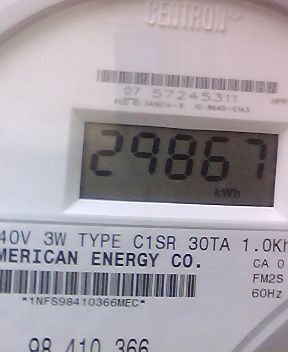 CENTRON®
07 57245311
29867
kWh
40V 3W TYPE C1SR 30TA 1.0Kh
MERICAN ENERGY CO.
CA 0
FM2S
60Hz
*1NFS98410366MEC*
98 410 366